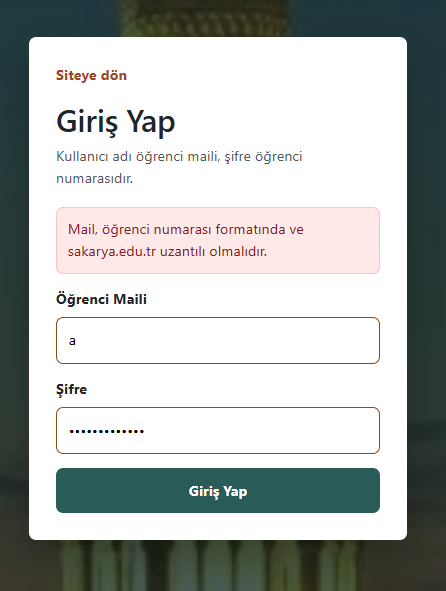 Siteye dön
Giriş Yap
Kullanıcı adı öğrenci maili, şifre öğrenci
numarasıdır.
Mail, öğrenci numarası formatında ve
sakarya.edu.tr uzantılı olmalıdır.
Öğrenci Maili
a
Şifre
•••••••••••••
Giriş Yap